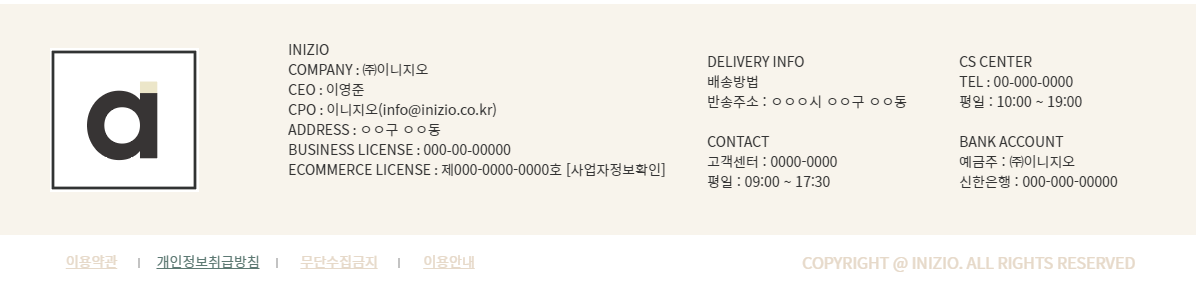 a
INIZIO
COMPANY : ㈜이니지오
CEO : 이영준
CPO : 이니지오(info@inizio.co.kr)
ADDRESS : ㅇㅇ구 ㅇㅇ동
BUSINESS LICENSE : 000-00-00000
ECOMMERCE LICENSE : 제000-0000-0000호 [사업자정보확인]
DELIVERY INFO
배송방법
반송주소 : ㅇㅇㅇ시 ㅇㅇ구 ㅇㅇ동
CONTACT
고객센터 : 0000-0000
평일 : 09:00 ~ 17:30
CS CENTER
TEL : 00-000-0000
평일 : 10:00 ~ 19:00
BANK ACCOUNT
예금주 : ㈜이니지오
신한은행 : 000-000-00000
이용약관 | 개인정보취급방침 | 무단수집금지 | 이용안내
COPYRIGHT @ INIZIO. ALL RIGHTS RESERVED